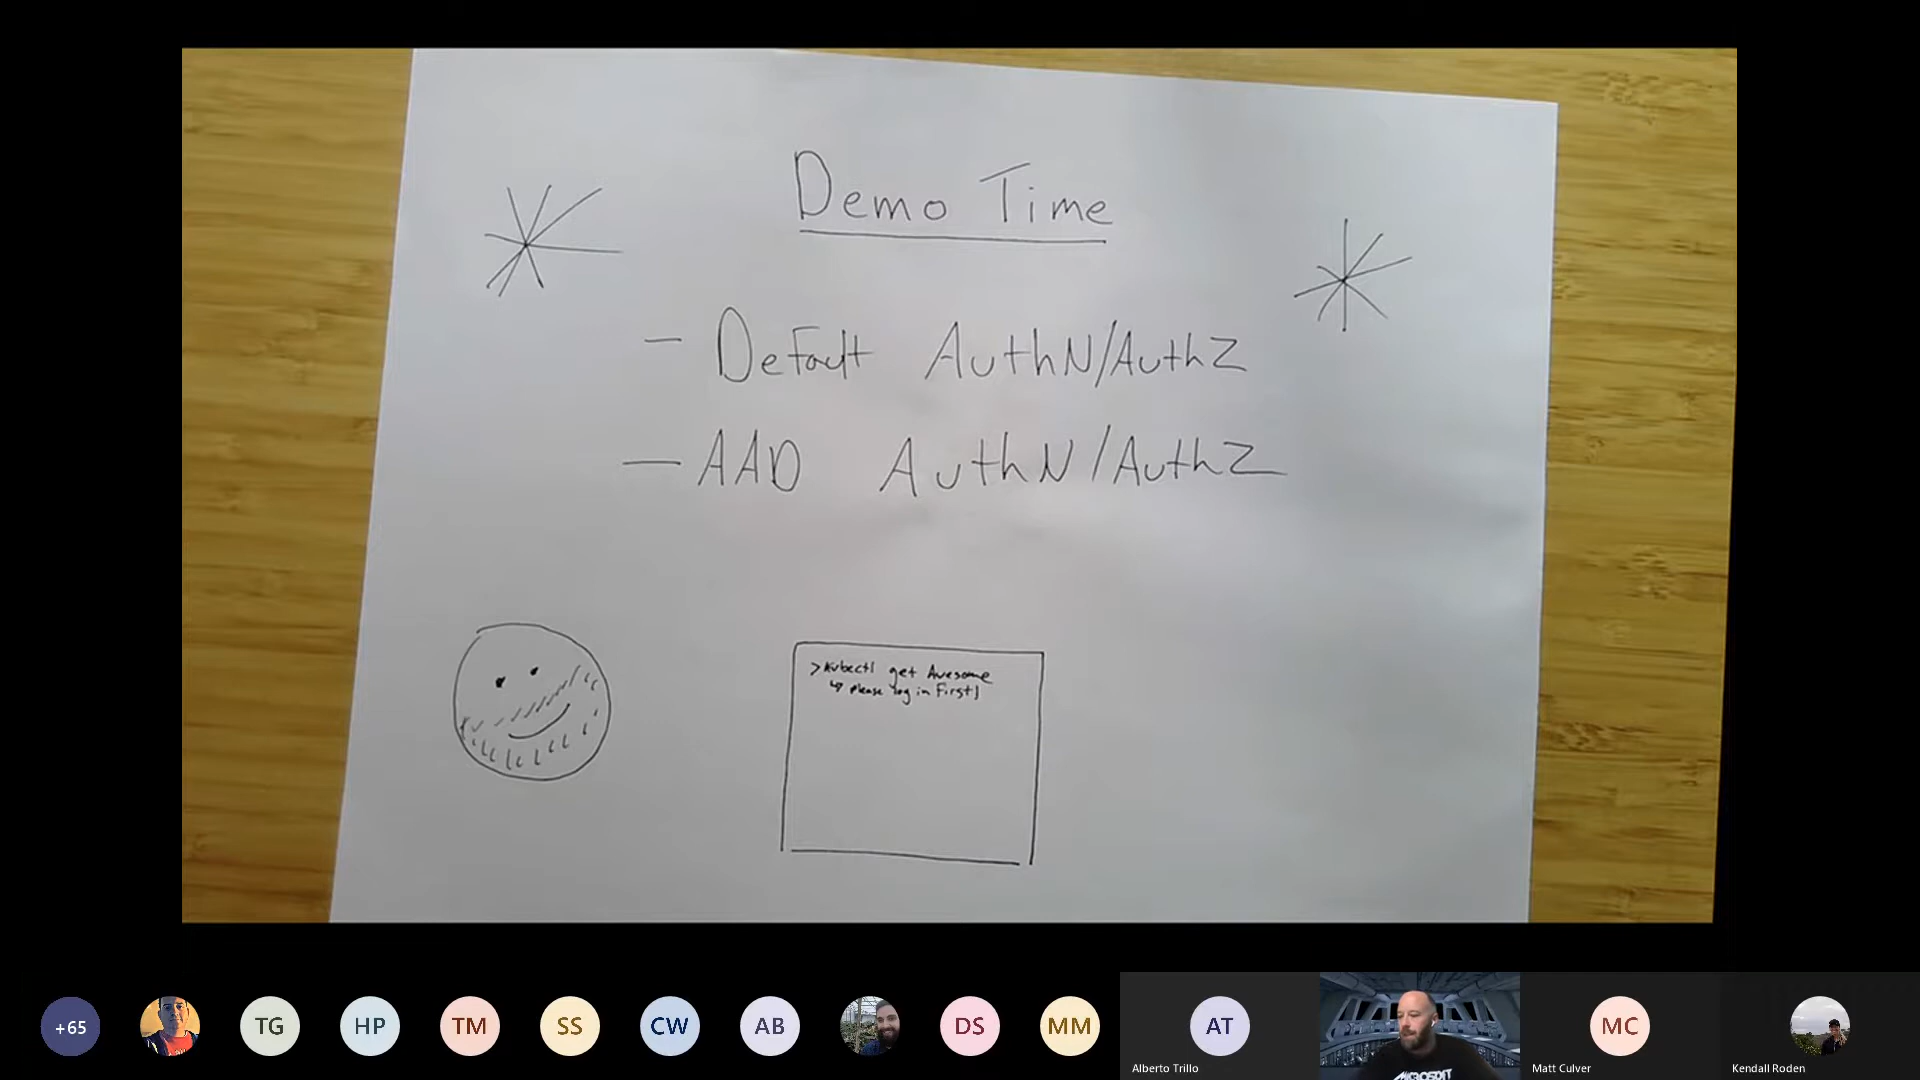 Demo Time
- Default AuthN/AuthZ
- AAD AuthN/AuthZ
>Kubectl get Awesome
↳ please log in First!
+65
TG
HP
TM
SS
CW
AB
DS
MM
AT
MC
Alberto Trillo
MICROSOFT
Matt Culver
Kendall Roden